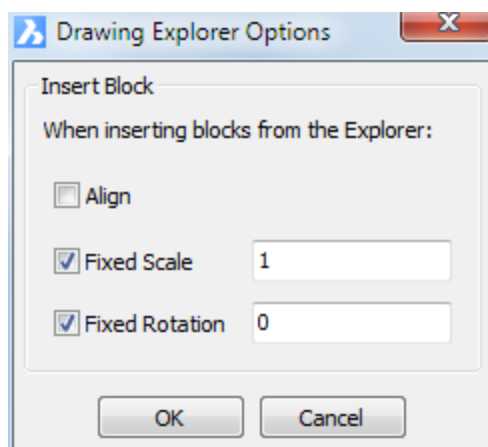 Drawing Explorer Options
Insert Block
When inserting blocks from the Explorer:
Align
Fixed Scale 1
Fixed Rotation 0
OK Cancel